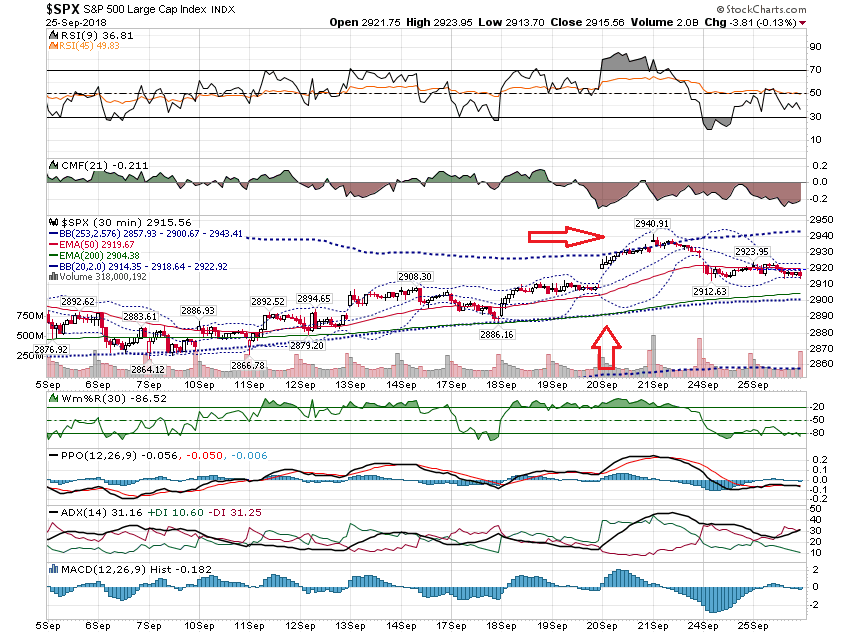 $SPX S&P 500 Large Cap Index INDX
© StockCharts.com
25-Sep-2018
Open 2921.75 High 2923.95 Low 2913.70 Close 2915.56 Volume 2.0B Chg -3.81 (-0.13%)
RSI(9) 36.81
RSI(45) 49.83
90
70
50
30
10
CMF(21) -0.211
0.2
0.0
-0.2
$SPX (30 min) 2915.56
BB(253,2.576) 2857.93 - 2900.67 - 2943.41
EMA(50) 2919.67
EMA(200) 2904.38
BB(20,2.0) 2914.35 - 2918.64 - 2922.92
Volume 318,000,192
2950
2940
2930
2920
2910
2900
2890
2880
2870
2860
750M
500M
250M
2876.92
2892.62
2883.61
2864.12
2886.93
2866.78
2892.52
2894.65
2879.20
2908.30
2886.16
2940.91
2912.63
2923.95
5Sep 6Sep 7Sep 10Sep 11Sep 12Sep 13Sep 14Sep 17Sep 18Sep 19Sep 20Sep 21Sep 24Sep 25Sep
Wm%R(30) -86.52
-20
-50
-80
PPO(12,26,9) -0.056, -0.050, -0.006
0.2
0.1
0.0
-0.1
-0.2
ADX(14) 31.16 +DI 10.60 -DI 31.25
50
40
30
20
10
MACD(12,26,9) Hist -0.182
2
0
-2
5Sep 6Sep 7Sep 10Sep 11Sep 12Sep 13Sep 14Sep 17Sep 18Sep 19Sep 20Sep 21Sep 24Sep 25Sep